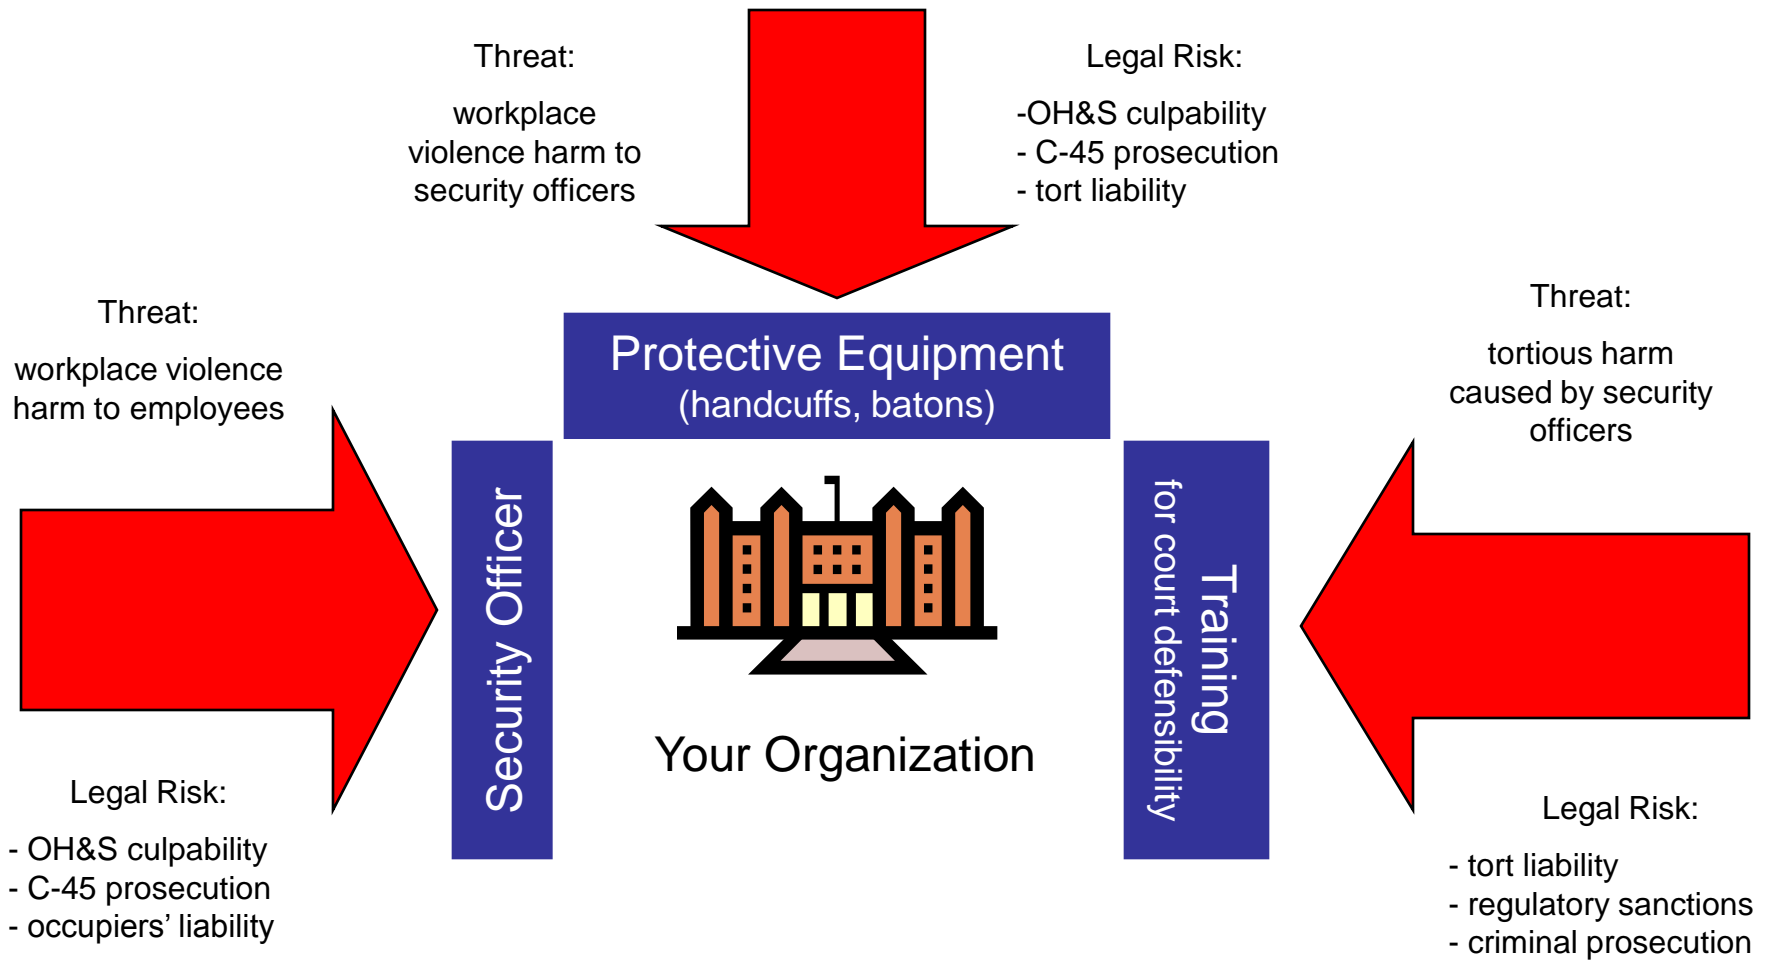 Threat:
workplace
violence harm to
security officers
Legal Risk:
-OH&S culpability
- C-45 prosecution
- tort liability
Threat:
workplace violence
harm to employees
Legal Risk:
- OH&S culpability
- C-45 prosecution
- occupiers’ liability
Protective Equipment
(handcuffs, batons)
Security Officer
Your Organization
Training
for court defensibility
Threat:
tortious harm
caused by security
officers
Legal Risk:
- tort liability
- regulatory sanctions
- criminal prosecution